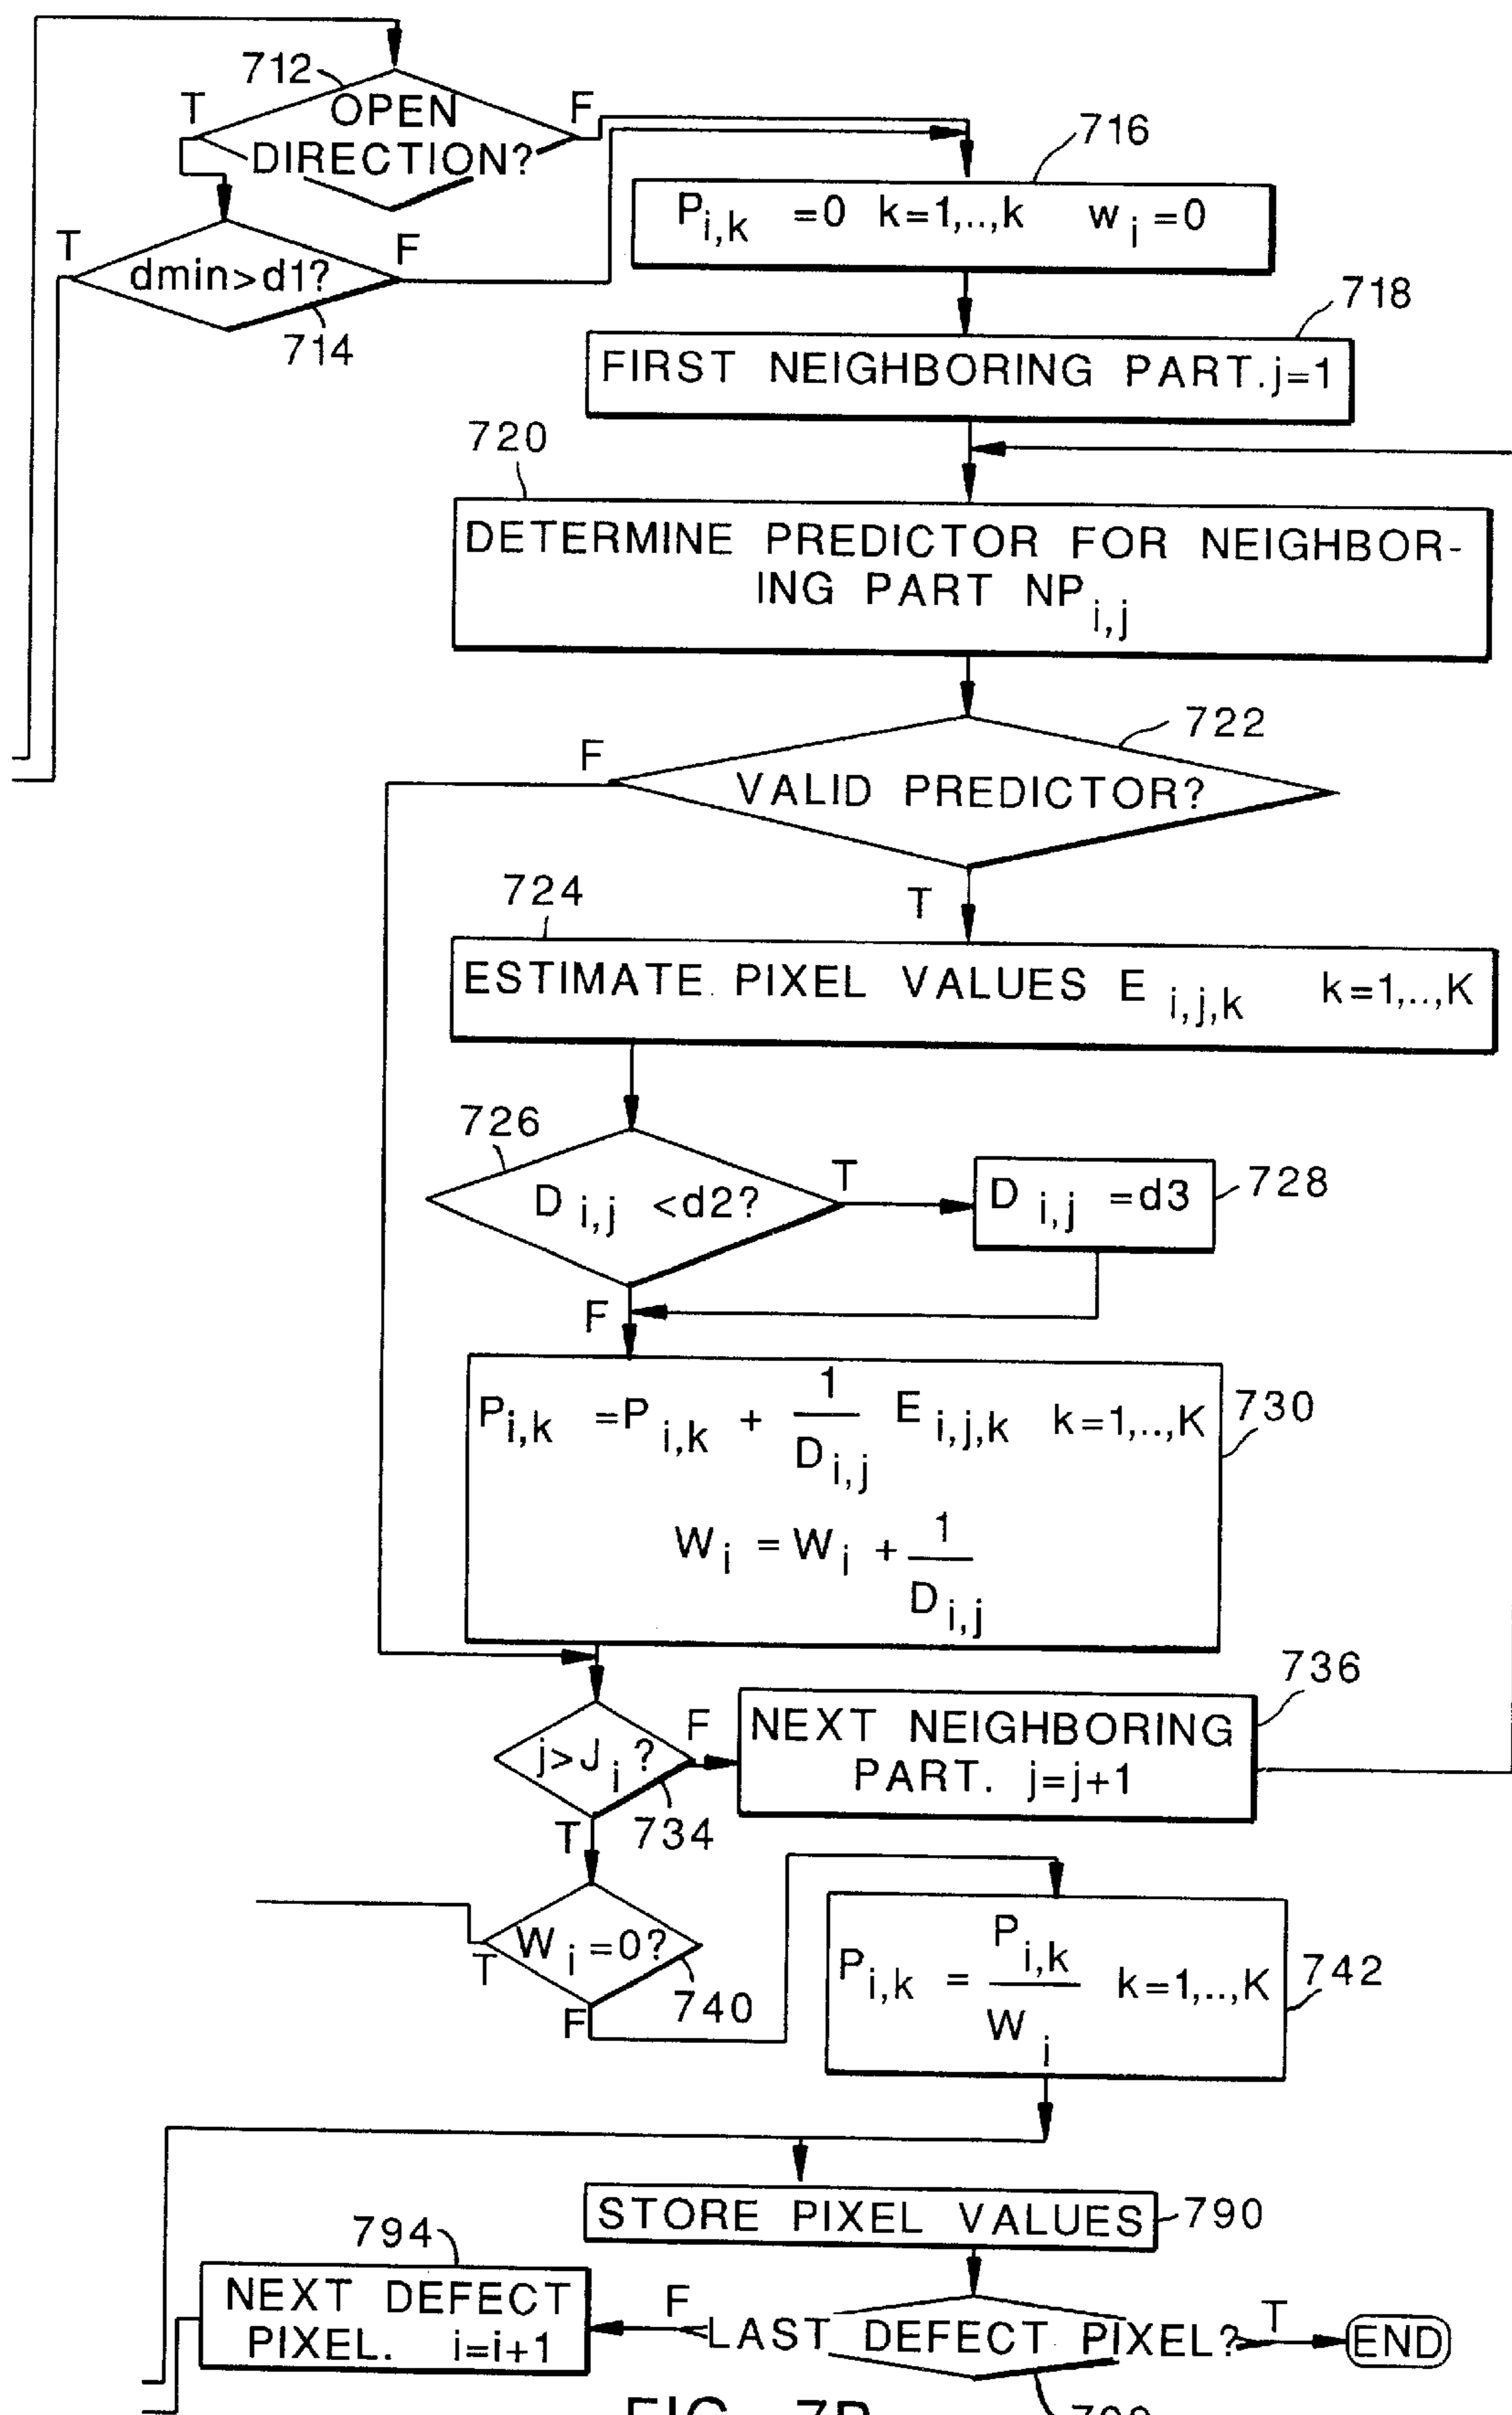 712
T
OPEN
F
DIRECTION?
716
P i,k =0 k=1,..,k w i =0
T
dmin>d1?
F
714
718
FIRST NEIGHBORING PART.j=1
720
DETERMINE PREDICTOR FOR NEIGHBOR-
ING PART NP i,j
722
F
VALID PREDICTOR?
T
724
ESTIMATE PIXEL VALUES E i,j,k k=1,..,K
726
D i,j <d2?
T
D i,j =d3
728
F
P i,k =P i,k + 1 / D i,j E i,j,k k=1,..,K
730
W i = W i + 1 / D i,j
736
j>J i ?
F
NEXT NEIGHBORING
PART. j=j+1
734
T
W i =0?
T
740
F
P i,k = P i,k / W i k=1,..,K
742
STORE PIXEL VALUES
790
794
NEXT DEFECT
PIXEL. i=i+1
F
LAST DEFECT PIXEL?
T
END